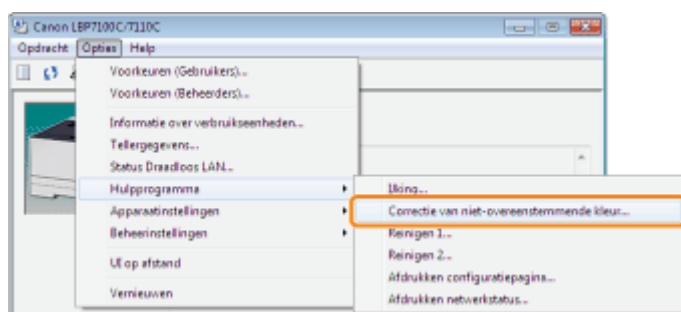 Canon LBP7100C/7110C
Opdracht Opties Help
Voorkeuren (Gebruikers)...
Voorkeuren (Beheerders)...
Informatie over verbruikseenheden...
Tellergegevens...
Status Draadloos LAN...
Hulpprogramma
Apparaatinstellingen
Beheerinstellingen
UI op afstand
Vernieuwen
IJking...
Correctie van niet-overeenstemmende kleur...
Reinigen 1...
Reinigen 2...
Afdrukken configuratiepagina...
Afdrukken netwerkstatus...